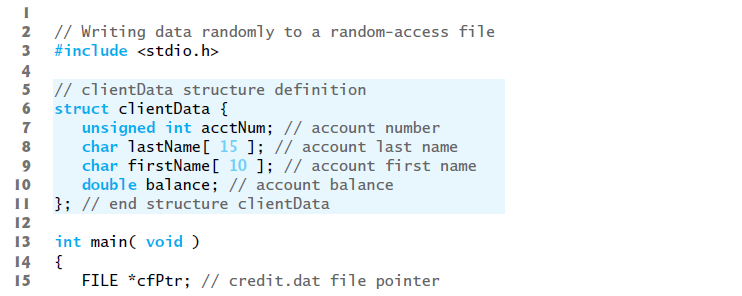 1
2 // Writing data randomly to a random-access file
3 #include <stdio.h>
4
5 // clientData structure definition
6 struct clientData {
7 unsigned int acctNum; // account number
8 char lastName[ 15 ]; // account last name
9 char firstName[ 10 ]; // account first name
10 double balance; // account balance
11 }; // end structure clientData
12
13 int main( void )
14 {
15 FILE *cfPtr; // credit.dat file pointer